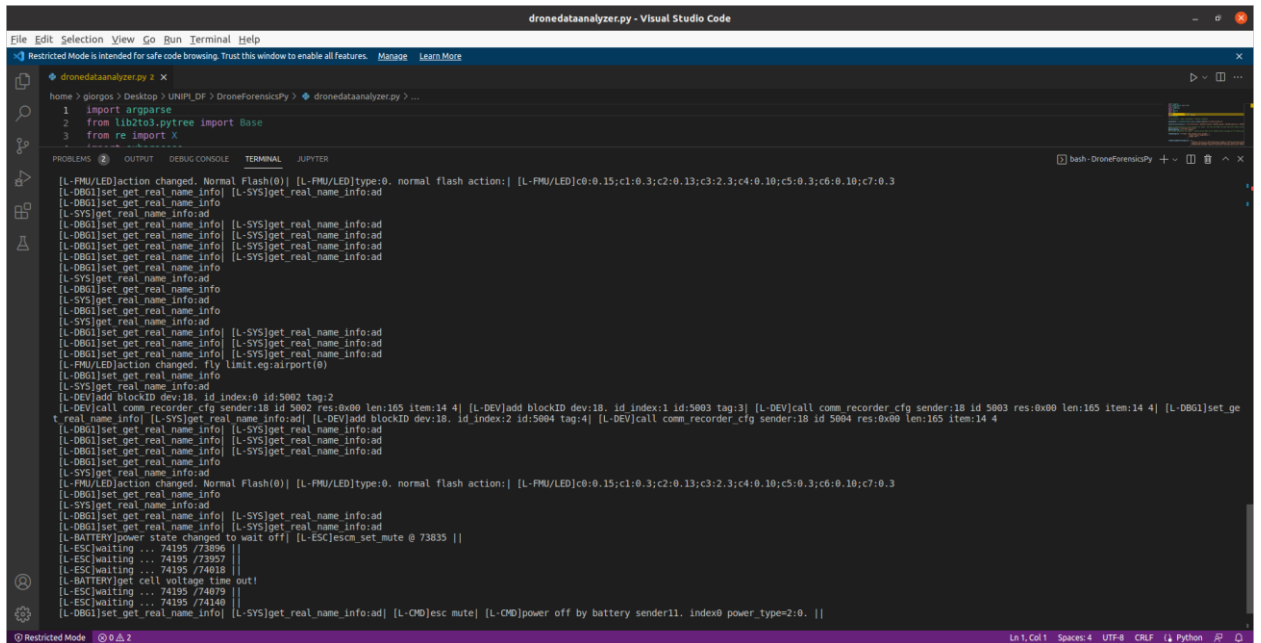 dronedataanalyzer.py - Visual Studio Code
File Edit Selection View Go Run Terminal Help
Restricted Mode is intended for safe code browsing. Trust this window to enable all features. Manage Learn More
dronedataanalyzer.py 2
home > giorgos > Desktop > UNIPI_DF > DroneForensicsPy > dronedataanalyzer.py > ...
1 import argparse
2 from lib2to3.pytree import Base
3 from re import X
PROBLEMS 2 OUTPUT DEBUG CONSOLE TERMINAL JUPYTER bash - DroneForensicsPy
[L-FMU/LED]action changed. Normal Flash(0)| [L-FMU/LED]type:0. normal flash action:| [L-FMU/LED]c0:0.15;c1:0.3;c2:0.13;c3:2.3;c4:0.10;c5:0.3;c6:0.10;c7:0.3
[L-DBG1]set_get_real_name_info| [L-SYS]get_real_name_info:ad
[L-DBG1]set_get_real_name_info
[L-SYS]get_real_name_info:ad
[L-DBG1]set_get_real_name_info| [L-SYS]get_real_name_info:ad
[L-DBG1]set_get_real_name_info| [L-SYS]get_real_name_info:ad
[L-DBG1]set_get_real_name_info| [L-SYS]get_real_name_info:ad
[L-DBG1]set_get_real_name_info| [L-SYS]get_real_name_info:ad
[L-DBG1]set_get_real_name_info
[L-SYS]get_real_name_info:ad
[L-DBG1]set_get_real_name_info
[L-SYS]get_real_name_info:ad
[L-DBG1]set_get_real_name_info
[L-SYS]get_real_name_info:ad
[L-DBG1]set_get_real_name_info| [L-SYS]get_real_name_info:ad
[L-DBG1]set_get_real_name_info| [L-SYS]get_real_name_info:ad
[L-DBG1]set_get_real_name_info| [L-SYS]get_real_name_info:ad
[L-FMU/LED]action changed. fly limit.eg:airport(0)
[L-DBG1]set_get_real_name_info
[L-SYS]get_real_name_info:ad
[L-DEV]add blockID dev:18. id_index:0 id:5002 tag:2
[L-DEV]call comm_recorder_cfg sender:18 id 5002 res:0x00 len:165 item:14 4| [L-DEV]add blockID dev:18. id_index:1 id:5003 tag:3| [L-DEV]call comm_recorder_cfg sender:18 id 5003 res:0x00 len:165 item:14 4| [L-DBG1]set_ge
t_real_name_info| [L-SYS]get_real_name_info:ad| [L-DEV]add blockID dev:18. id_index:2 id:5004 tag:4| [L-DEV]call comm_recorder_cfg sender:18 id 5004 res:0x00 len:165 item:14 4
[L-DBG1]set_get_real_name_info| [L-SYS]get_real_name_info:ad
[L-DBG1]set_get_real_name_info| [L-SYS]get_real_name_info:ad
[L-DBG1]set_get_real_name_info| [L-SYS]get_real_name_info:ad
[L-DBG1]set_get_real_name_info
[L-SYS]get_real_name_info:ad
[L-FMU/LED]action changed. Normal Flash(0)| [L-FMU/LED]type:0. normal flash action:| [L-FMU/LED]c0:0.15;c1:0.3;c2:0.13;c3:2.3;c4:0.10;c5:0.3;c6:0.10;c7:0.3
[L-DBG1]set_get_real_name_info
[L-SYS]get_real_name_info:ad
[L-DBG1]set_get_real_name_info| [L-SYS]get_real_name_info:ad
[L-DBG1]set_get_real_name_info| [L-SYS]get_real_name_info:ad
[L-BATTERY]power state changed to wait off| [L-ESC]escm_set_mute @ 73835 ||
[L-ESC]waiting ... 74195 /73896 ||
[L-ESC]waiting ... 74195 /73957 ||
[L-ESC]waiting ... 74195 /74018 ||
[L-BATTERY]get cell voltage time out!
[L-ESC]waiting ... 74195 /74079 ||
[L-ESC]waiting ... 74195 /74140 ||
[L-DBG1]set_get_real_name_info| [L-SYS]get_real_name_info:ad| [L-CMD]esc mute| [L-CMD]power off by battery sender11. index0 power_type=2:0. ||
Restricted Mode 0 2 Ln 1, Col 1 Spaces: 4 UTF-8 CRLF Python